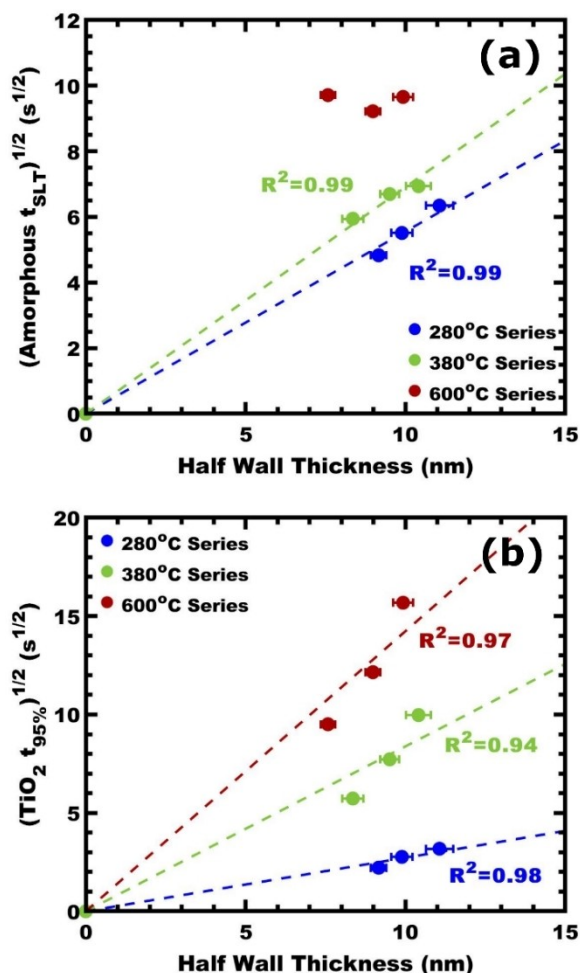 (a)
12
10
8
6
4
2
0
(Amorphous t_SLT)^1/2 (s^1/2)
R²=0.99
R²=0.99
280°C Series
380°C Series
600°C Series
0 5 10 15
Half Wall Thickness (nm)
(b)
20
15
10
5
0
(TiO₂ t_95%)^1/2 (s^1/2)
280°C Series
380°C Series
600°C Series
R²=0.97
R²=0.94
R²=0.98
0 5 10 15
Half Wall Thickness (nm)